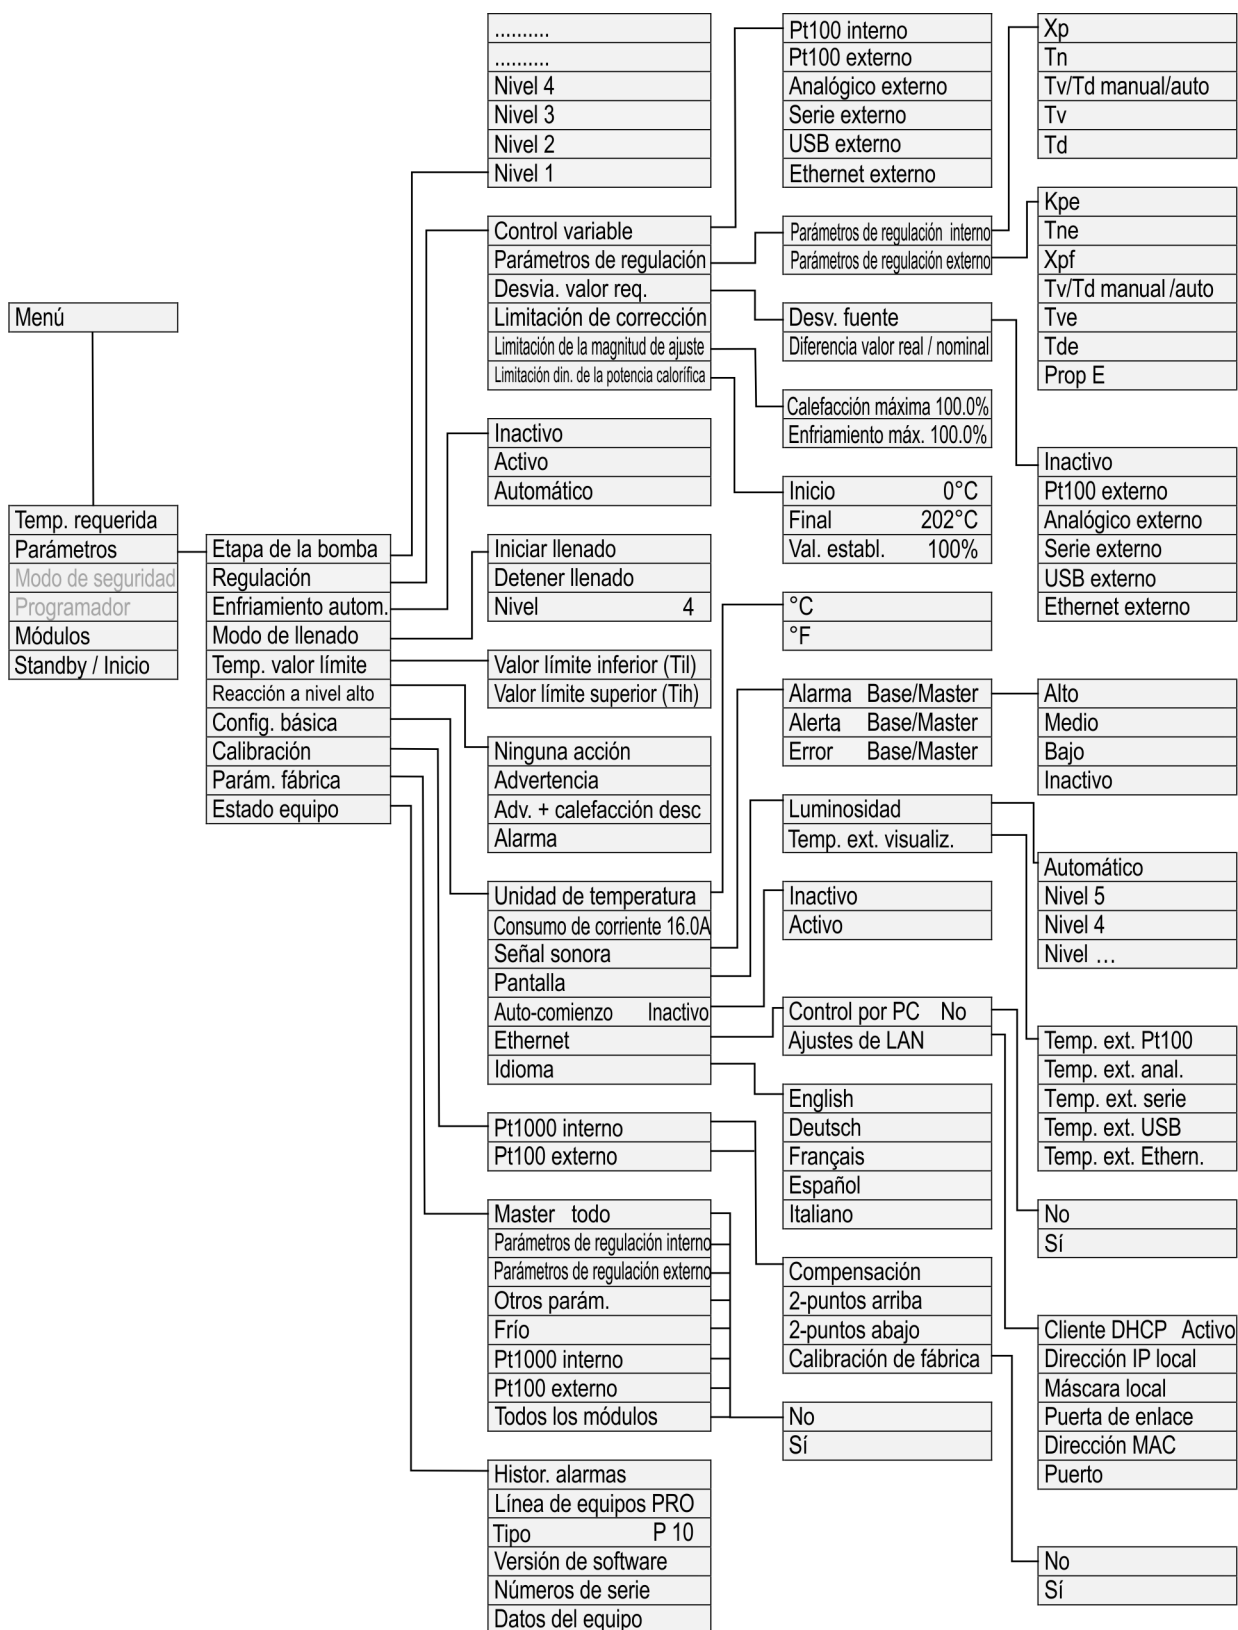 Menú
Temp. requerida
Parámetros
Modo de seguridad
Programador
Módulos
Standby / Inicio
Etapa de la bomba
Regulación
Enfriamiento autom.
Modo de llenado
Temp. valor límite
Reacción a nivel alto
Config. básica
Calibración
Parám. fábrica
Estado equipo
..........
..........
Nivel 4
Nivel 3
Nivel 2
Nivel 1
Control variable
Parámetros de regulación
Desvia. valor req.
Limitación de corrección
Limitación de la magnitud de ajuste
Limitación din. de la potencia calorífica
Inactivo
Activo
Automático
Iniciar llenado
Detener llenado
Nivel 4
Valor límite inferior (Til)
Valor límite superior (Tih)
Ninguna acción
Advertencia
Adv. + calefacción desc
Alarma
Unidad de temperatura
Consumo de corriente 16.0A
Señal sonora
Pantalla
Auto-comienzo Inactivo
Ethernet
Idioma
Pt1000 interno
Pt100 externo
Master todo
Parámetros de regulación interno
Parámetros de regulación externo
Otros parám.
Frío
Pt1000 interno
Pt100 externo
Todos los módulos
Histor. alarmas
Línea de equipos PRO
Tipo P 10
Versión de software
Números de serie
Datos del equipo
Pt100 interno
Pt100 externo
Analógico externo
Serie externo
USB externo
Ethernet externo
Parámetros de regulación interno
Parámetros de regulación externo
Desv. fuente
Diferencia valor real / nominal
Calefacción máxima 100.0%
Enfriamiento máx. 100.0%
Inicio 0°C
Final 202°C
Val. establ. 100%
°C
°F
Alarma Base/Master
Alerta Base/Master
Error Base/Master
Luminosidad
Temp. ext. visualiz.
Inactivo
Activo
Control por PC No
Ajustes de LAN
English
Deutsch
Français
Español
Italiano
Compensación
2-puntos arriba
2-puntos abajo
Calibración de fábrica
No
Sí
Xp
Tn
Tv/Td manual/auto
Tv
Td
Kpe
Tne
Xpf
Tv/Td manual /auto
Tve
Tde
Prop E
Inactivo
Pt100 externo
Analógico externo
Serie externo
USB externo
Ethernet externo
Alto
Medio
Bajo
Inactivo
Automático
Nivel 5
Nivel 4
Nivel ...
Temp. ext. Pt100
Temp. ext. anal.
Temp. ext. serie
Temp. ext. USB
Temp. ext. Ethern.
No
Sí
Cliente DHCP Activo
Dirección IP local
Máscara local
Puerta de enlace
Dirección MAC
Puerto
No
Sí